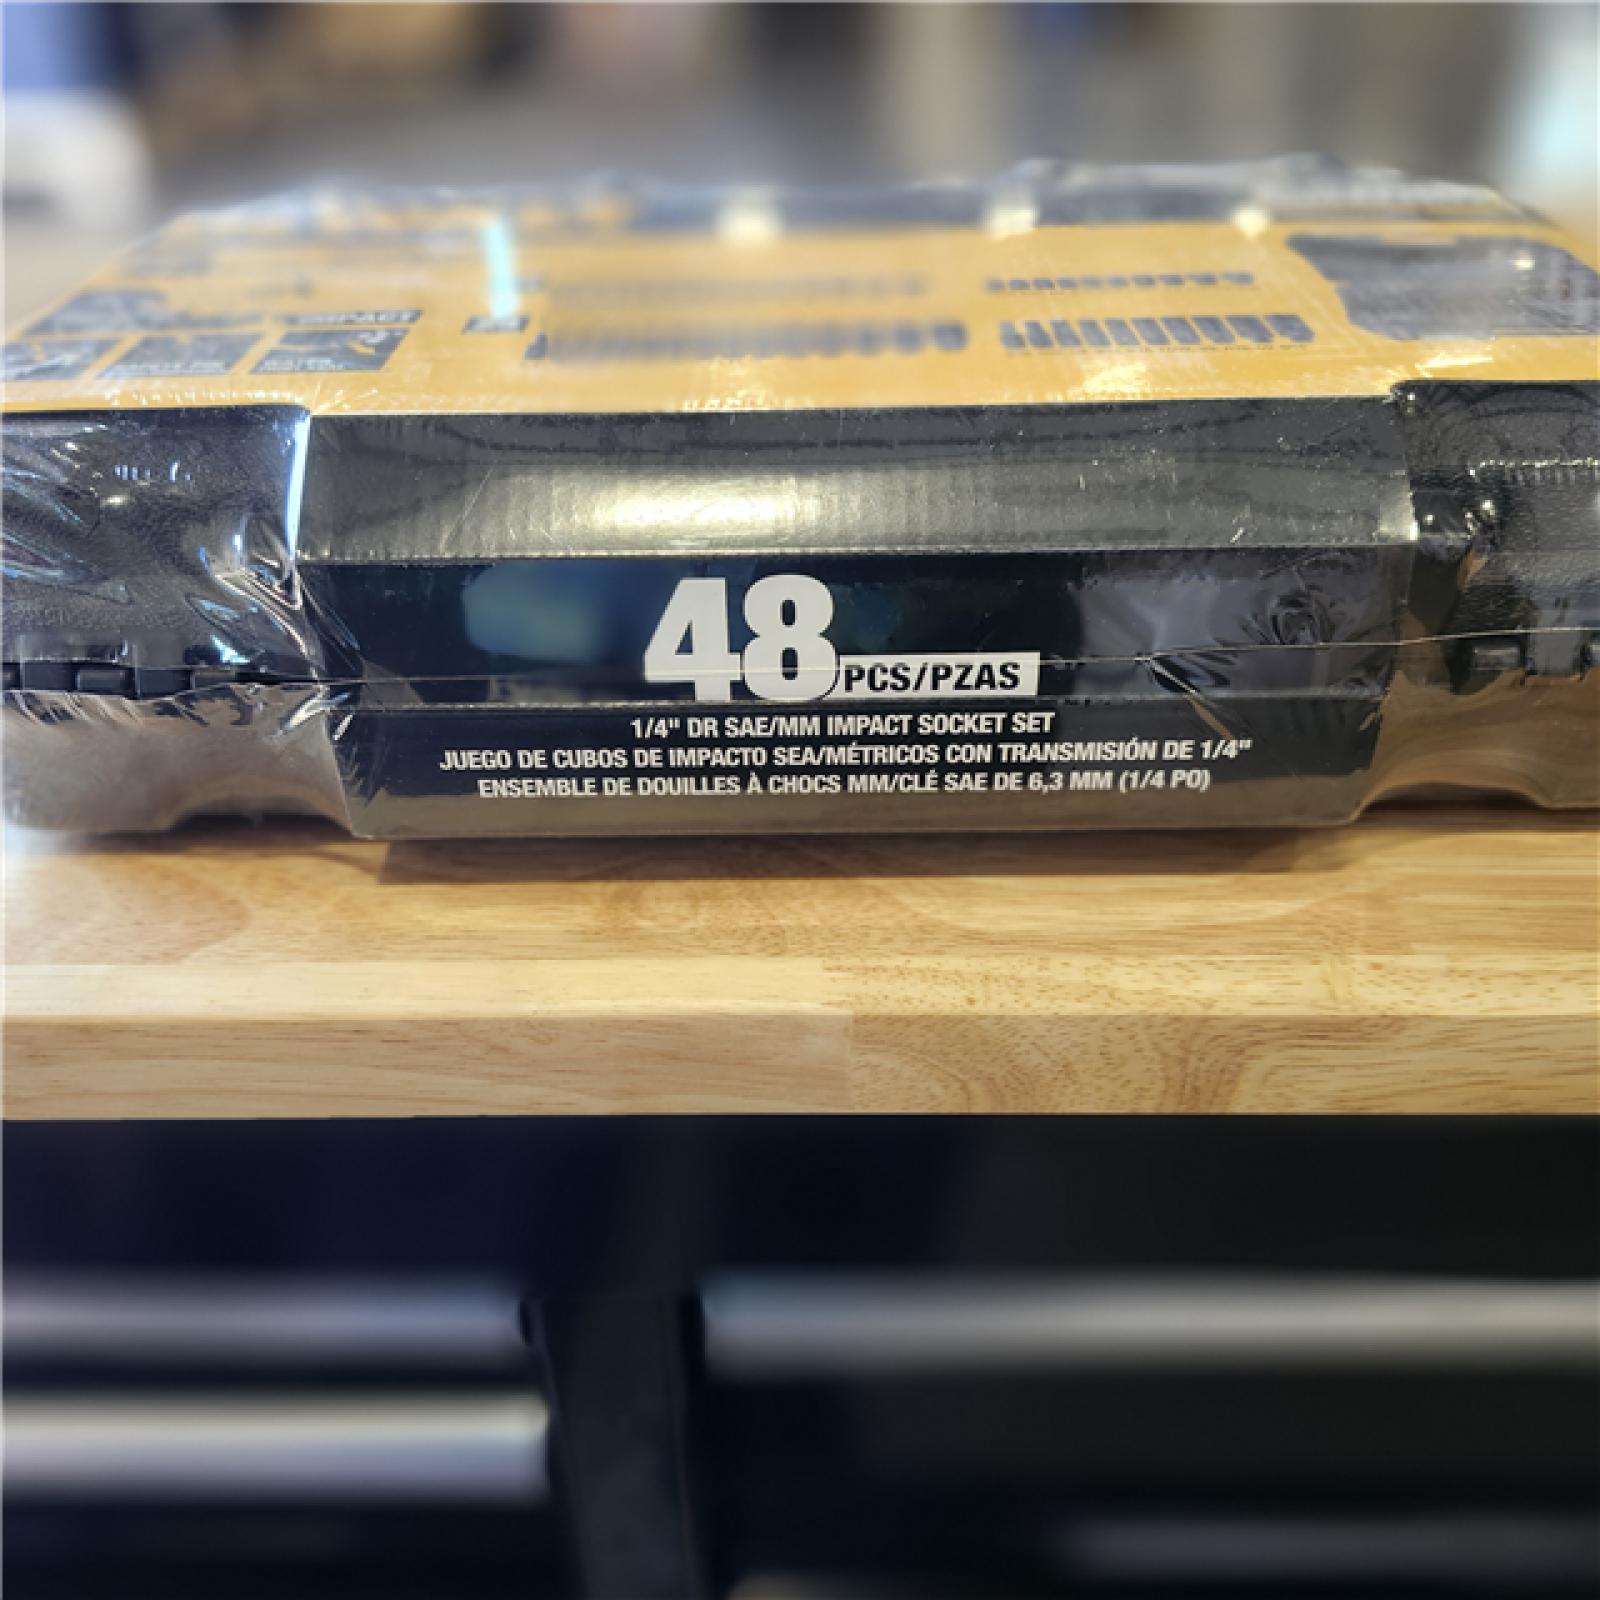 IMPACT
48 PCS/PZAS
1/4" DR SAE/MM IMPACT SOCKET SET
JUEGO DE CUBOS DE IMPACTO SEA/MÉTRICOS CON TRANSMISIÓN DE 1/4"
ENSEMBLE DE DOUILLES À CHOCS MM/CLÉ SAE DE 6,3 MM (1/4 PO)